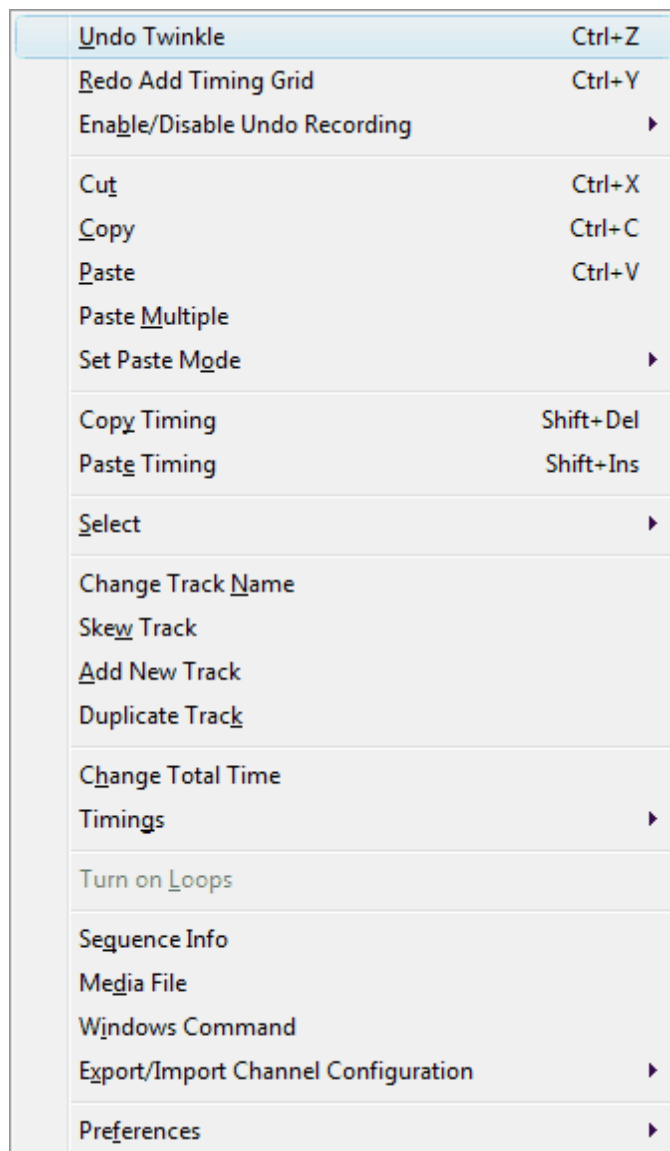 Undo Twinkle Ctrl+Z
Redo Add Timing Grid Ctrl+Y
Enable/Disable Undo Recording
Cut Ctrl+X
Copy Ctrl+C
Paste Ctrl+V
Paste Multiple
Set Paste Mode
Copy Timing Shift+Del
Paste Timing Shift+Ins
Select
Change Track Name
Skew Track
Add New Track
Duplicate Track
Change Total Time
Timings
Turn on Loops
Sequence Info
Media File
Windows Command
Export/Import Channel Configuration
Preferences